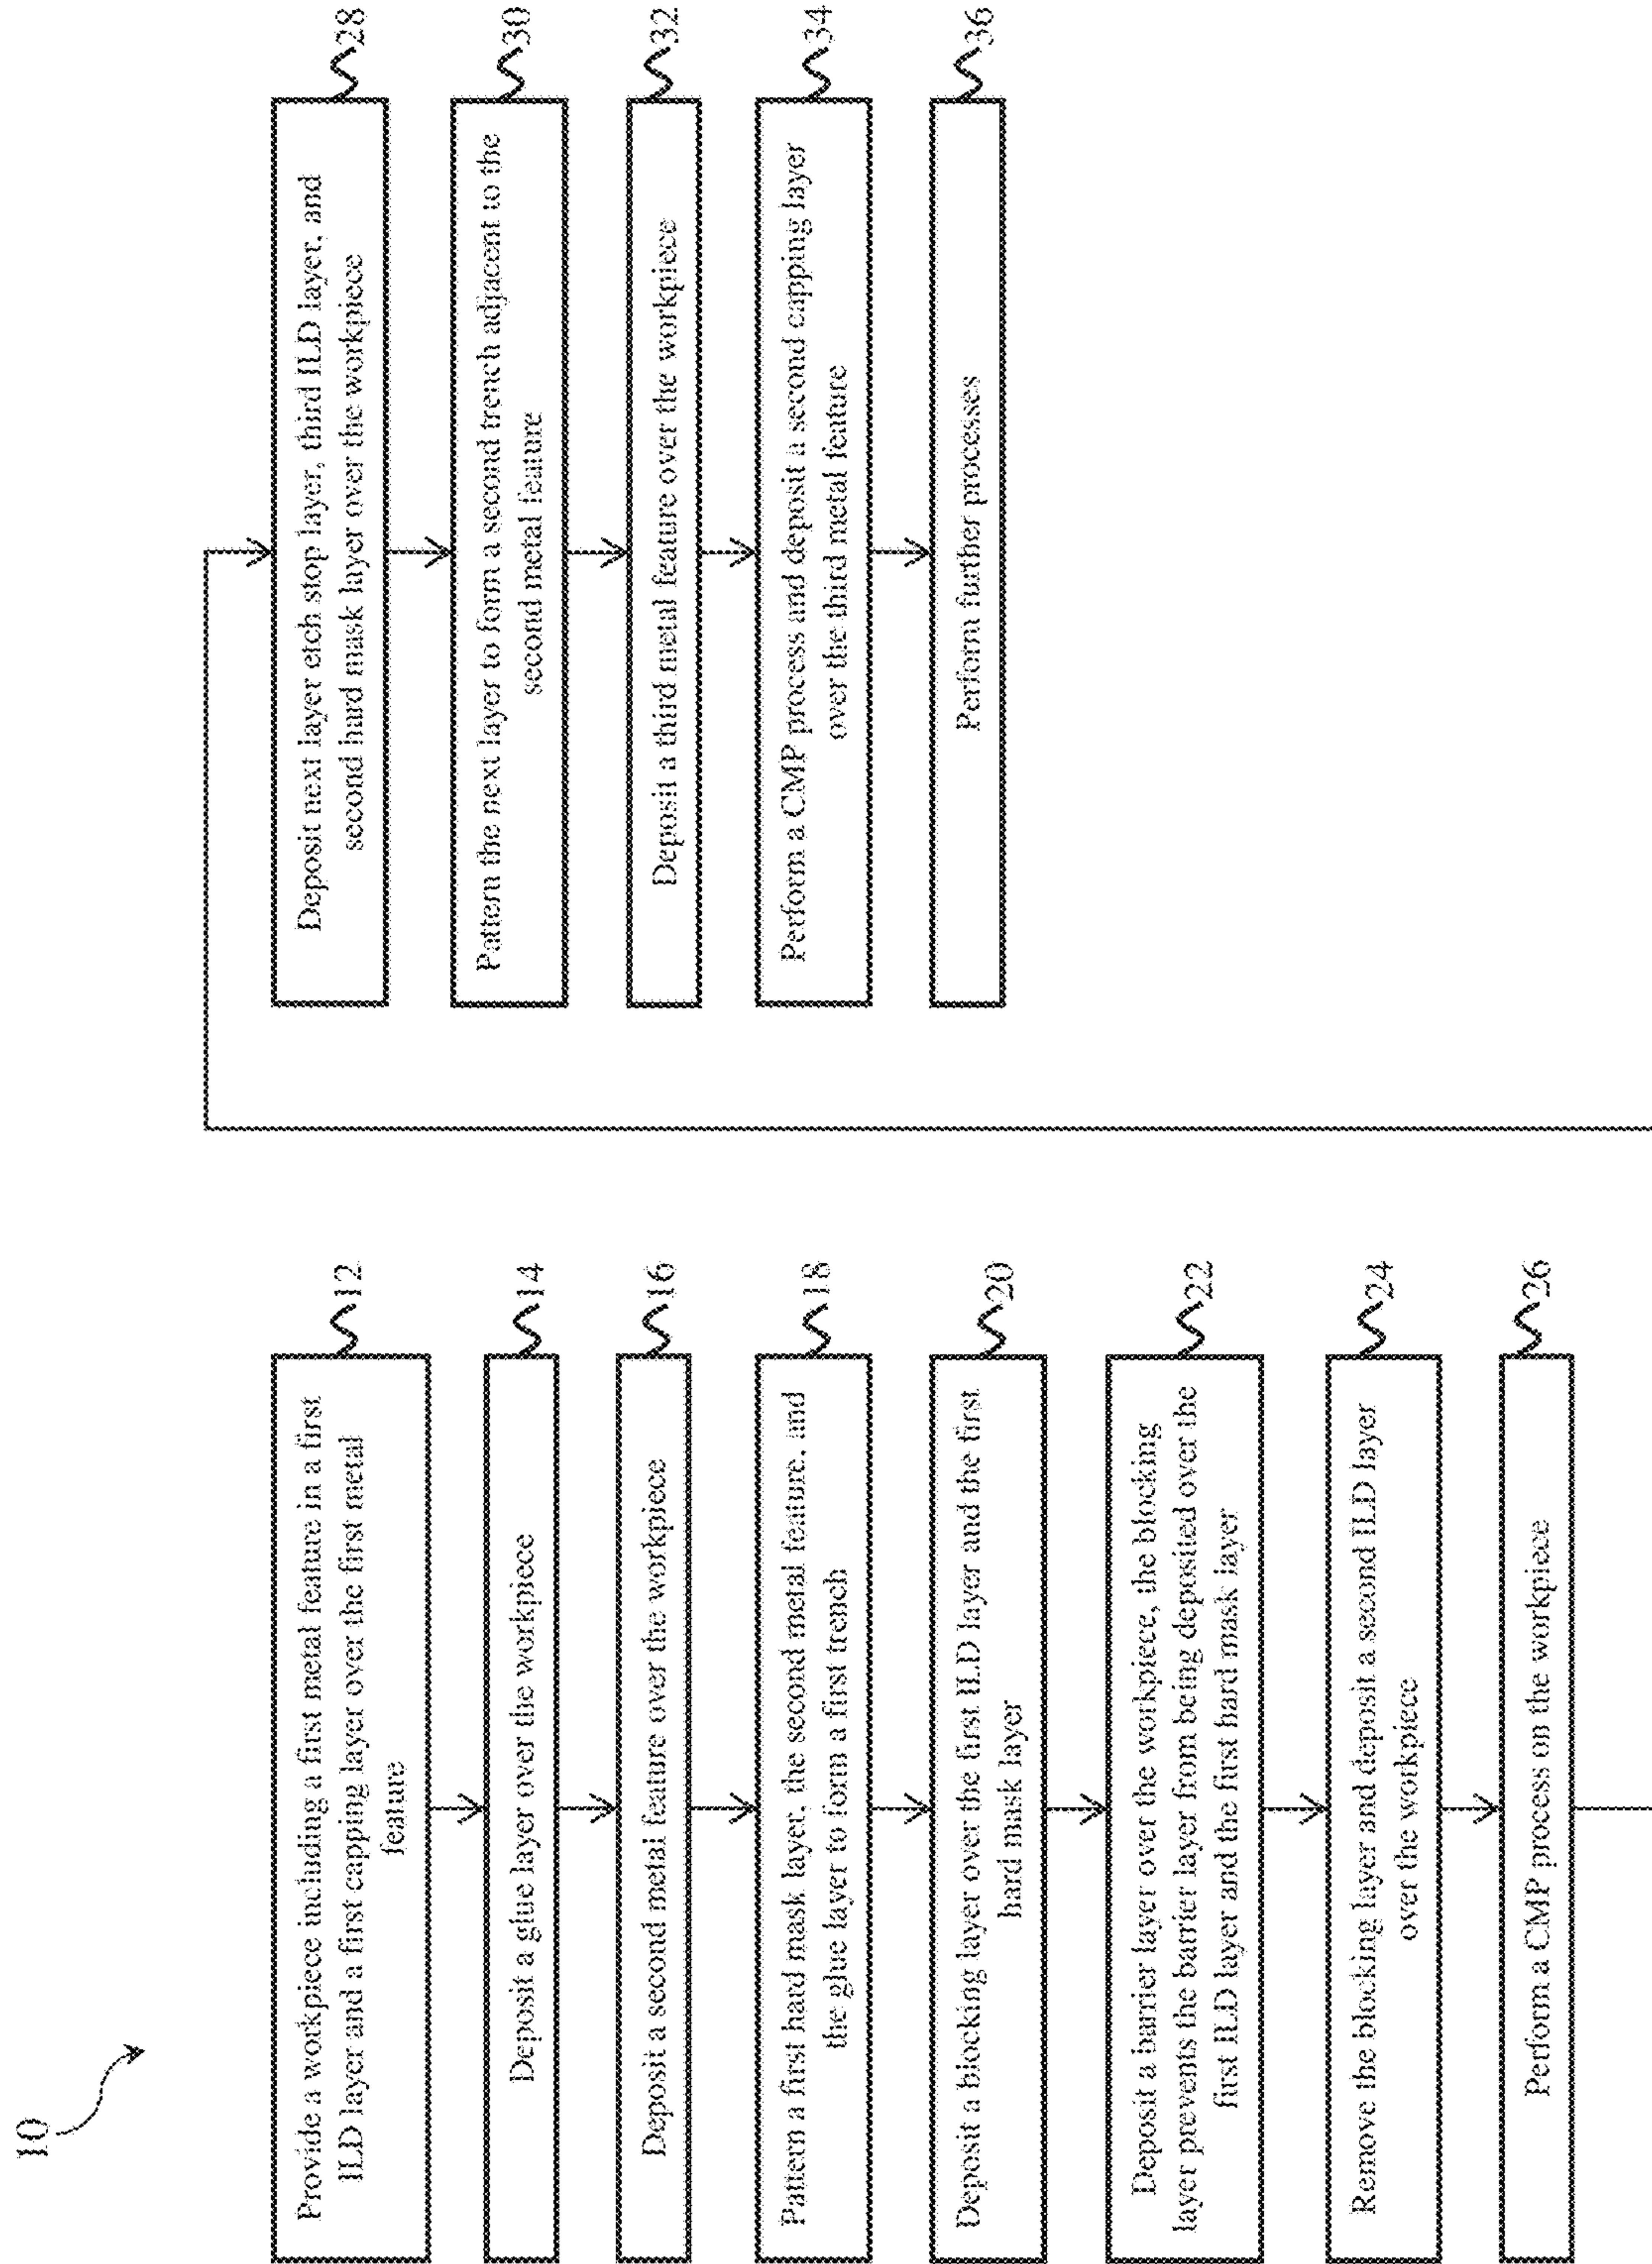 10
Provide a workpiece including a first metal feature in a first
ILD layer and a first capping layer over the first metal
feature
12
Deposit a glue layer over the workpiece
14
Deposit a second metal feature over the workpiece
16
Pattern a first hard mask layer, the second metal feature, and
the glue layer to form a first trench
18
Deposit a blocking layer over the first ILD layer and the first
hard mask layer
20
Deposit a barrier layer over the workpiece, the blocking
layer prevents the barrier layer from being deposited over the
first ILD layer and the first hard mask layer
22
Remove the blocking layer and deposit a second ILD layer
over the workpiece
24
Perform a CMP process on the workpiece
26
Deposit next layer etch stop layer, third ILD layer, and
second hard mask layer over the workpiece
28
Pattern the next layer to form a second trench adjacent to the
second metal feature
30
Deposit a third metal feature over the workpiece
32
Perform a CMP process and deposit a second capping layer
over the third metal feature
34
Perform further processes
36